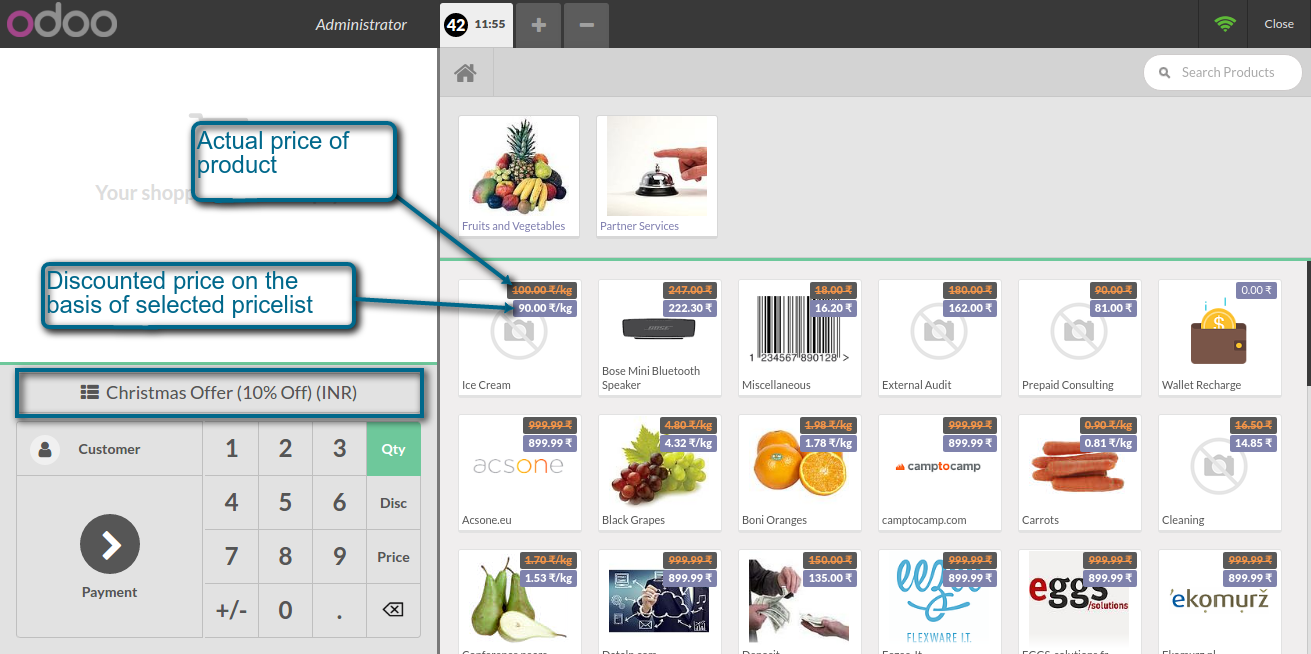 odoo
Administrator
42 11:55
Close
Search Products
Your shopp
Actual price of
product
Discounted price on the
basis of selected pricelist
Christmas Offer (10% Off) (INR)
Customer
1 2 3 Qty
4 5 6 Disc
7 8 9 Price
+/- 0 .
Payment
Fruits and Vegetables
Partner Services
100.00 ₹/kg
90.00 ₹/kg
Ice Cream
247.00 ₹
222.30 ₹
BOSE
Bose Mini Bluetooth
Speaker
18.00 ₹
16.20 ₹
1 234567 890128 >
Miscellaneous
180.00 ₹
162.00 ₹
External Audit
90.00 ₹
81.00 ₹
Prepaid Consulting
0.00 ₹
$
Wallet Recharge
999.99 ₹
899.99 ₹
acsone
Acsone.eu
4.80 ₹/kg
4.32 ₹/kg
Black Grapes
1.98 ₹/kg
1.78 ₹/kg
Boni Oranges
999.99 ₹
899.99 ₹
camptocamp
camptocamp.com
0.90 ₹/kg
0.81 ₹/kg
Carrots
16.50 ₹
14.85 ₹
Cleaning
1.70 ₹/kg
1.53 ₹/kg
999.99 ₹
899.99 ₹
150.00 ₹
135.00 ₹
Deposit
999.99 ₹
899.99 ₹
FLEXWARE I.T.
999.99 ₹
899.99 ₹
eggs
/solutions
999.99 ₹
899.99 ₹
'ekomurz